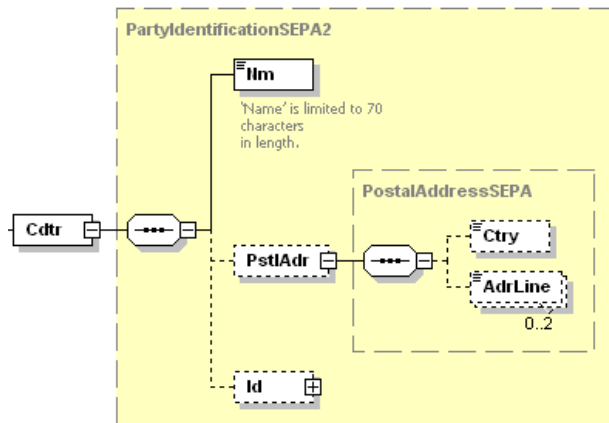 PartyIdentificationSEPA2
Nm
'Name' is limited to 70
characters
in length.
PostalAddressSEPA
Cdtr
Ctry
PstlAdr
AdrLine
0..2
Id